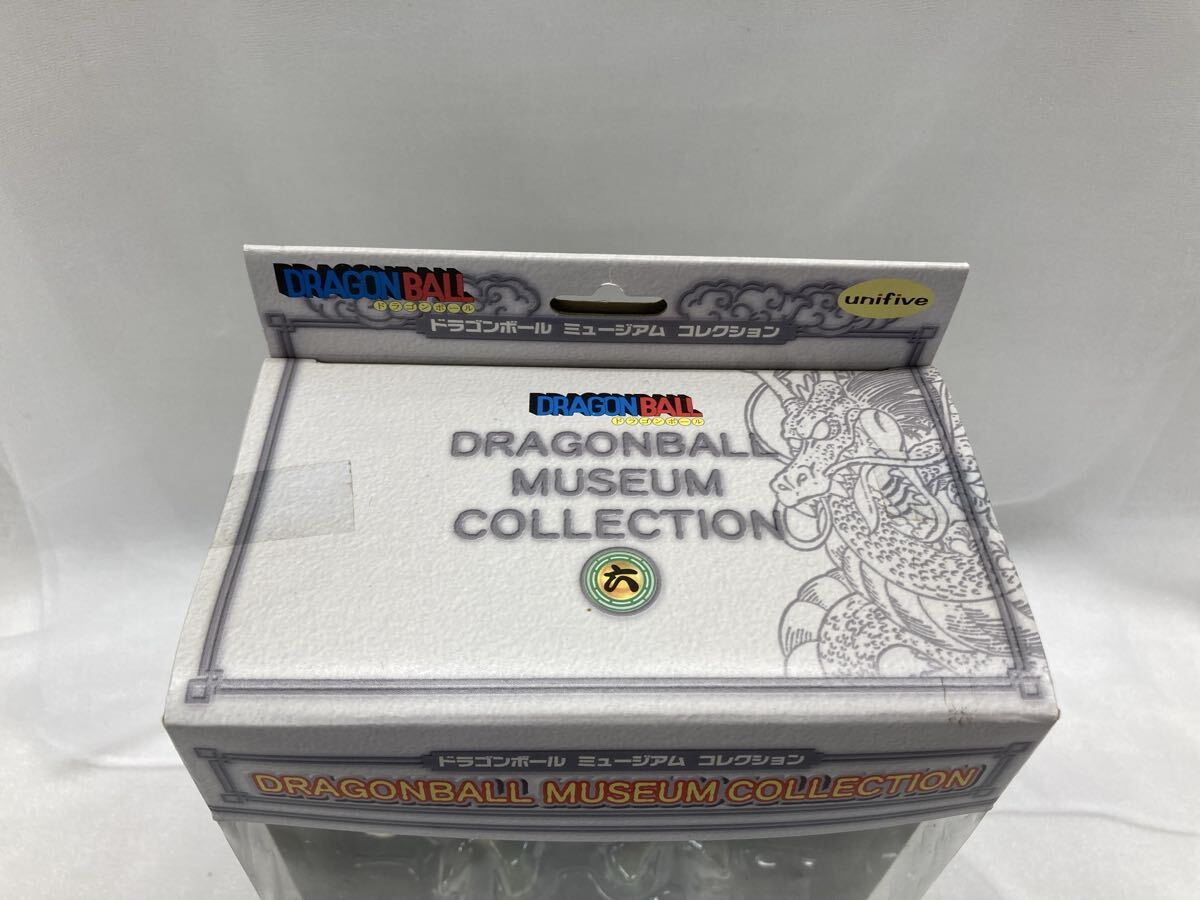 DRAGONBALL
ドラゴンボール
unifive
ドラゴンボール ミュージアム コレクション
DRAGONBALL
ドラゴンボール
DRAGONBALL
MUSEUM
COLLECTION
六
ドラゴンボール ミュージアム コレクション
DRAGONBALL MUSEUM COLLECTION